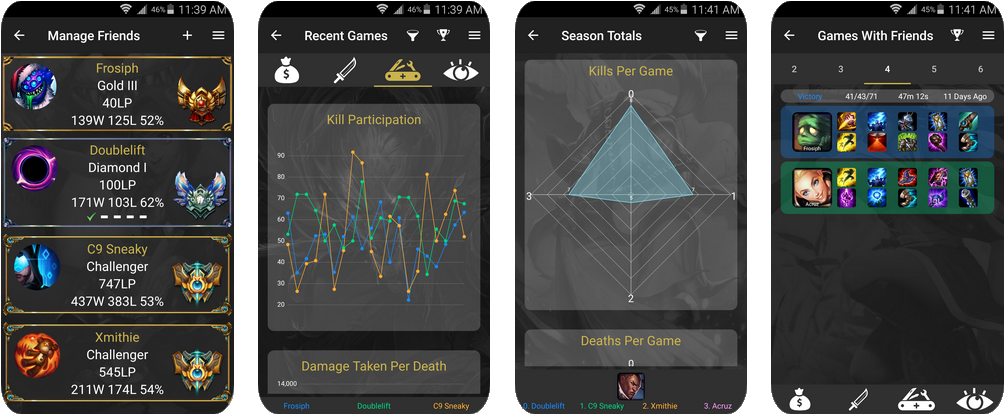 46% 11:39 AM
Manage Friends
Frosiph
Gold III
40LP
139W 125L 52%
Doublelift
Diamond I
100LP
171W 103L 62%
C9 Sneaky
Challenger
747LP
437W 383L 53%
Xmithie
Challenger
545LP
211W 174L 54%
46% 11:39 AM
Recent Games
Kill Participation
90
80
70
60
50
40
30
20
Damage Taken Per Death
14,000
Frosiph Doublelift C9 Sneaky
45% 11:41 AM
Season Totals
Kills Per Game
0
3 1
2
Deaths Per Game
0
0. Doublelift 1. C9 Sneaky 2. Xmithie 3. Acruz
45% 11:41 AM
Games With Friends
2 3 4 5 6
Victory 41/43/71 47m 12s 11 Days Ago
Frosiph
Acruz